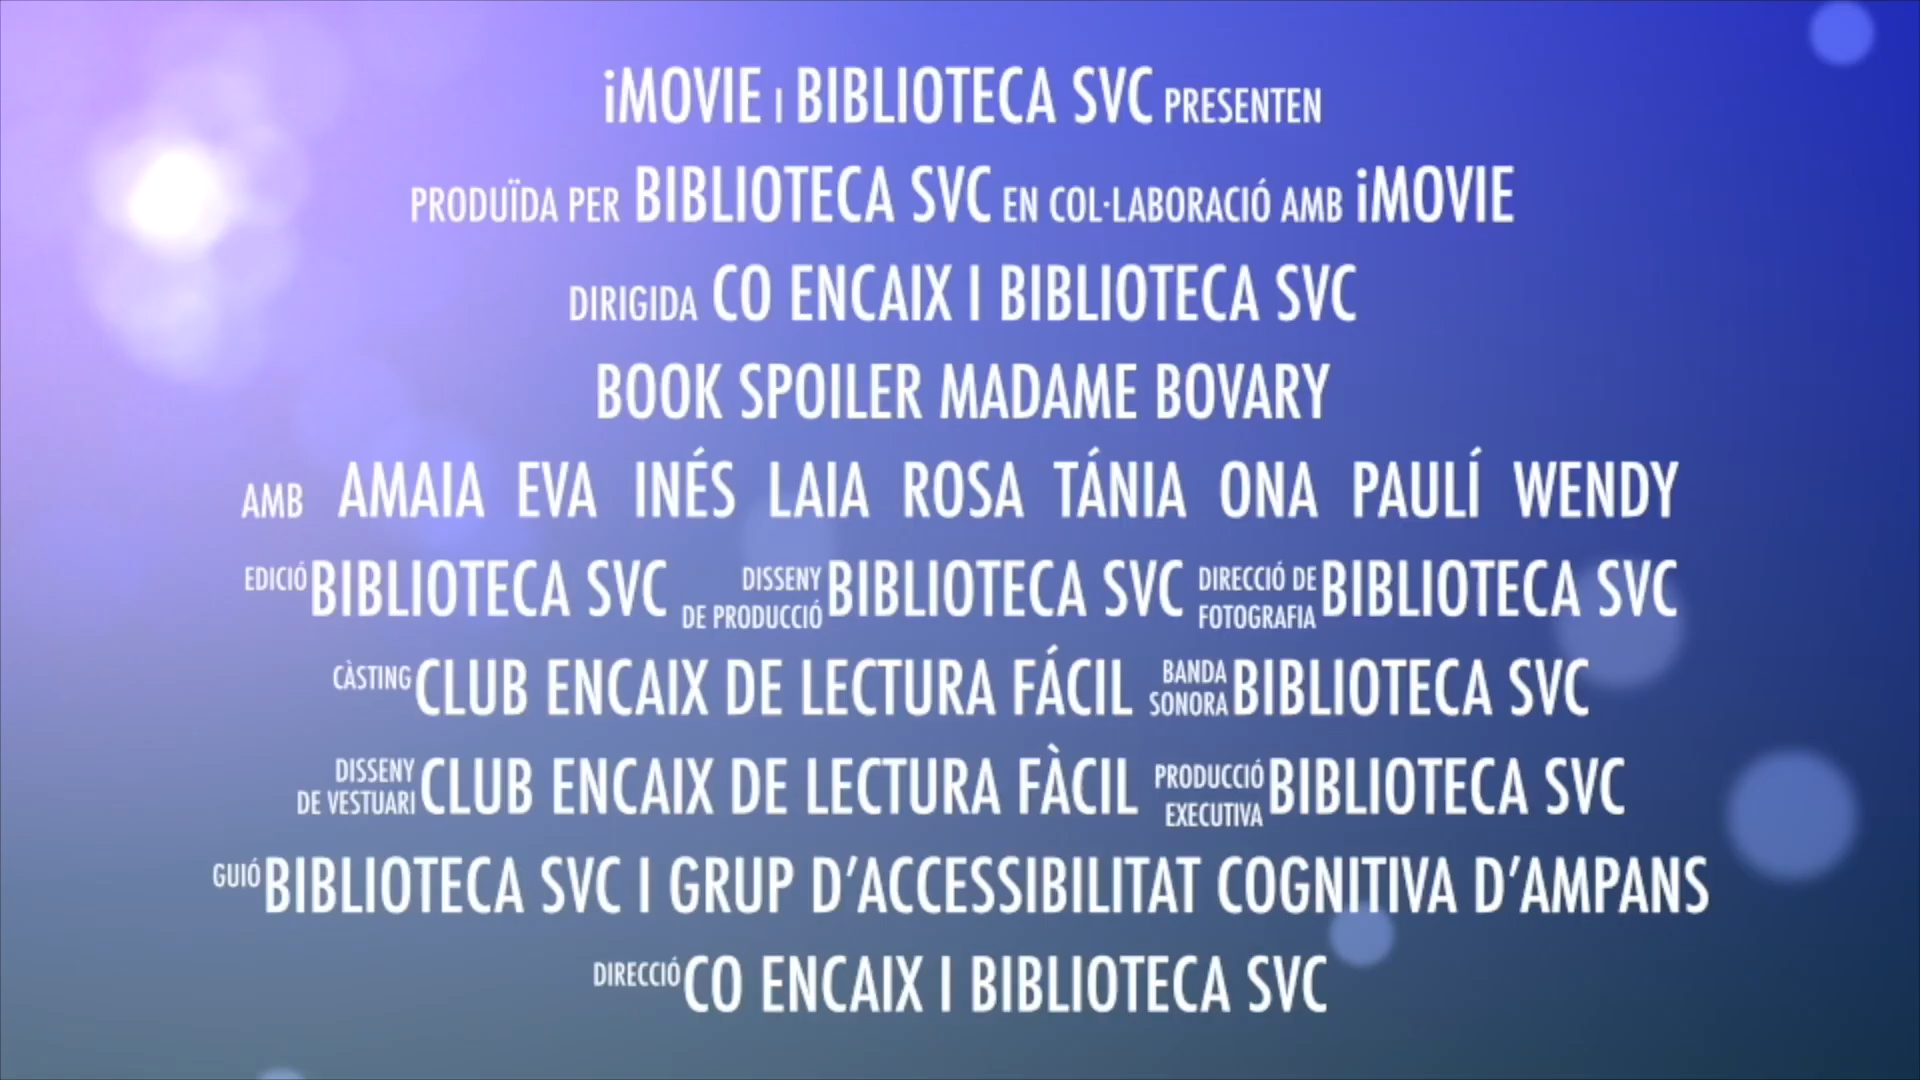 iMOVIE I BIBLIOTECA SVC PRESENTEN
PRODUÏDA PER BIBLIOTECA SVC EN COL·LABORACIÓ AMB iMOVIE
DIRIGIDA CO ENCAIX I BIBLIOTECA SVC
BOOK SPOILER MADAME BOVARY
AMB AMAIA EVA INÉS LAIA ROSA TÁNIA ONA PAULÍ WENDY
EDICIÓ BIBLIOTECA SVC DISSENY DE PRODUCCIÓ BIBLIOTECA SVC DIRECCIÓ DE FOTOGRAFIA BIBLIOTECA SVC
CÀSTING CLUB ENCAIX DE LECTURA FÁCIL BANDA SONORA BIBLIOTECA SVC
DISSENY DE VESTUARI CLUB ENCAIX DE LECTURA FÀCIL PRODUCCIÓ EXECUTIVA BIBLIOTECA SVC
GUIÓ BIBLIOTECA SVC I GRUP D'ACCESSIBILITAT COGNITIVA D'AMPANS
DIRECCIÓ CO ENCAIX I BIBLIOTECA SVC